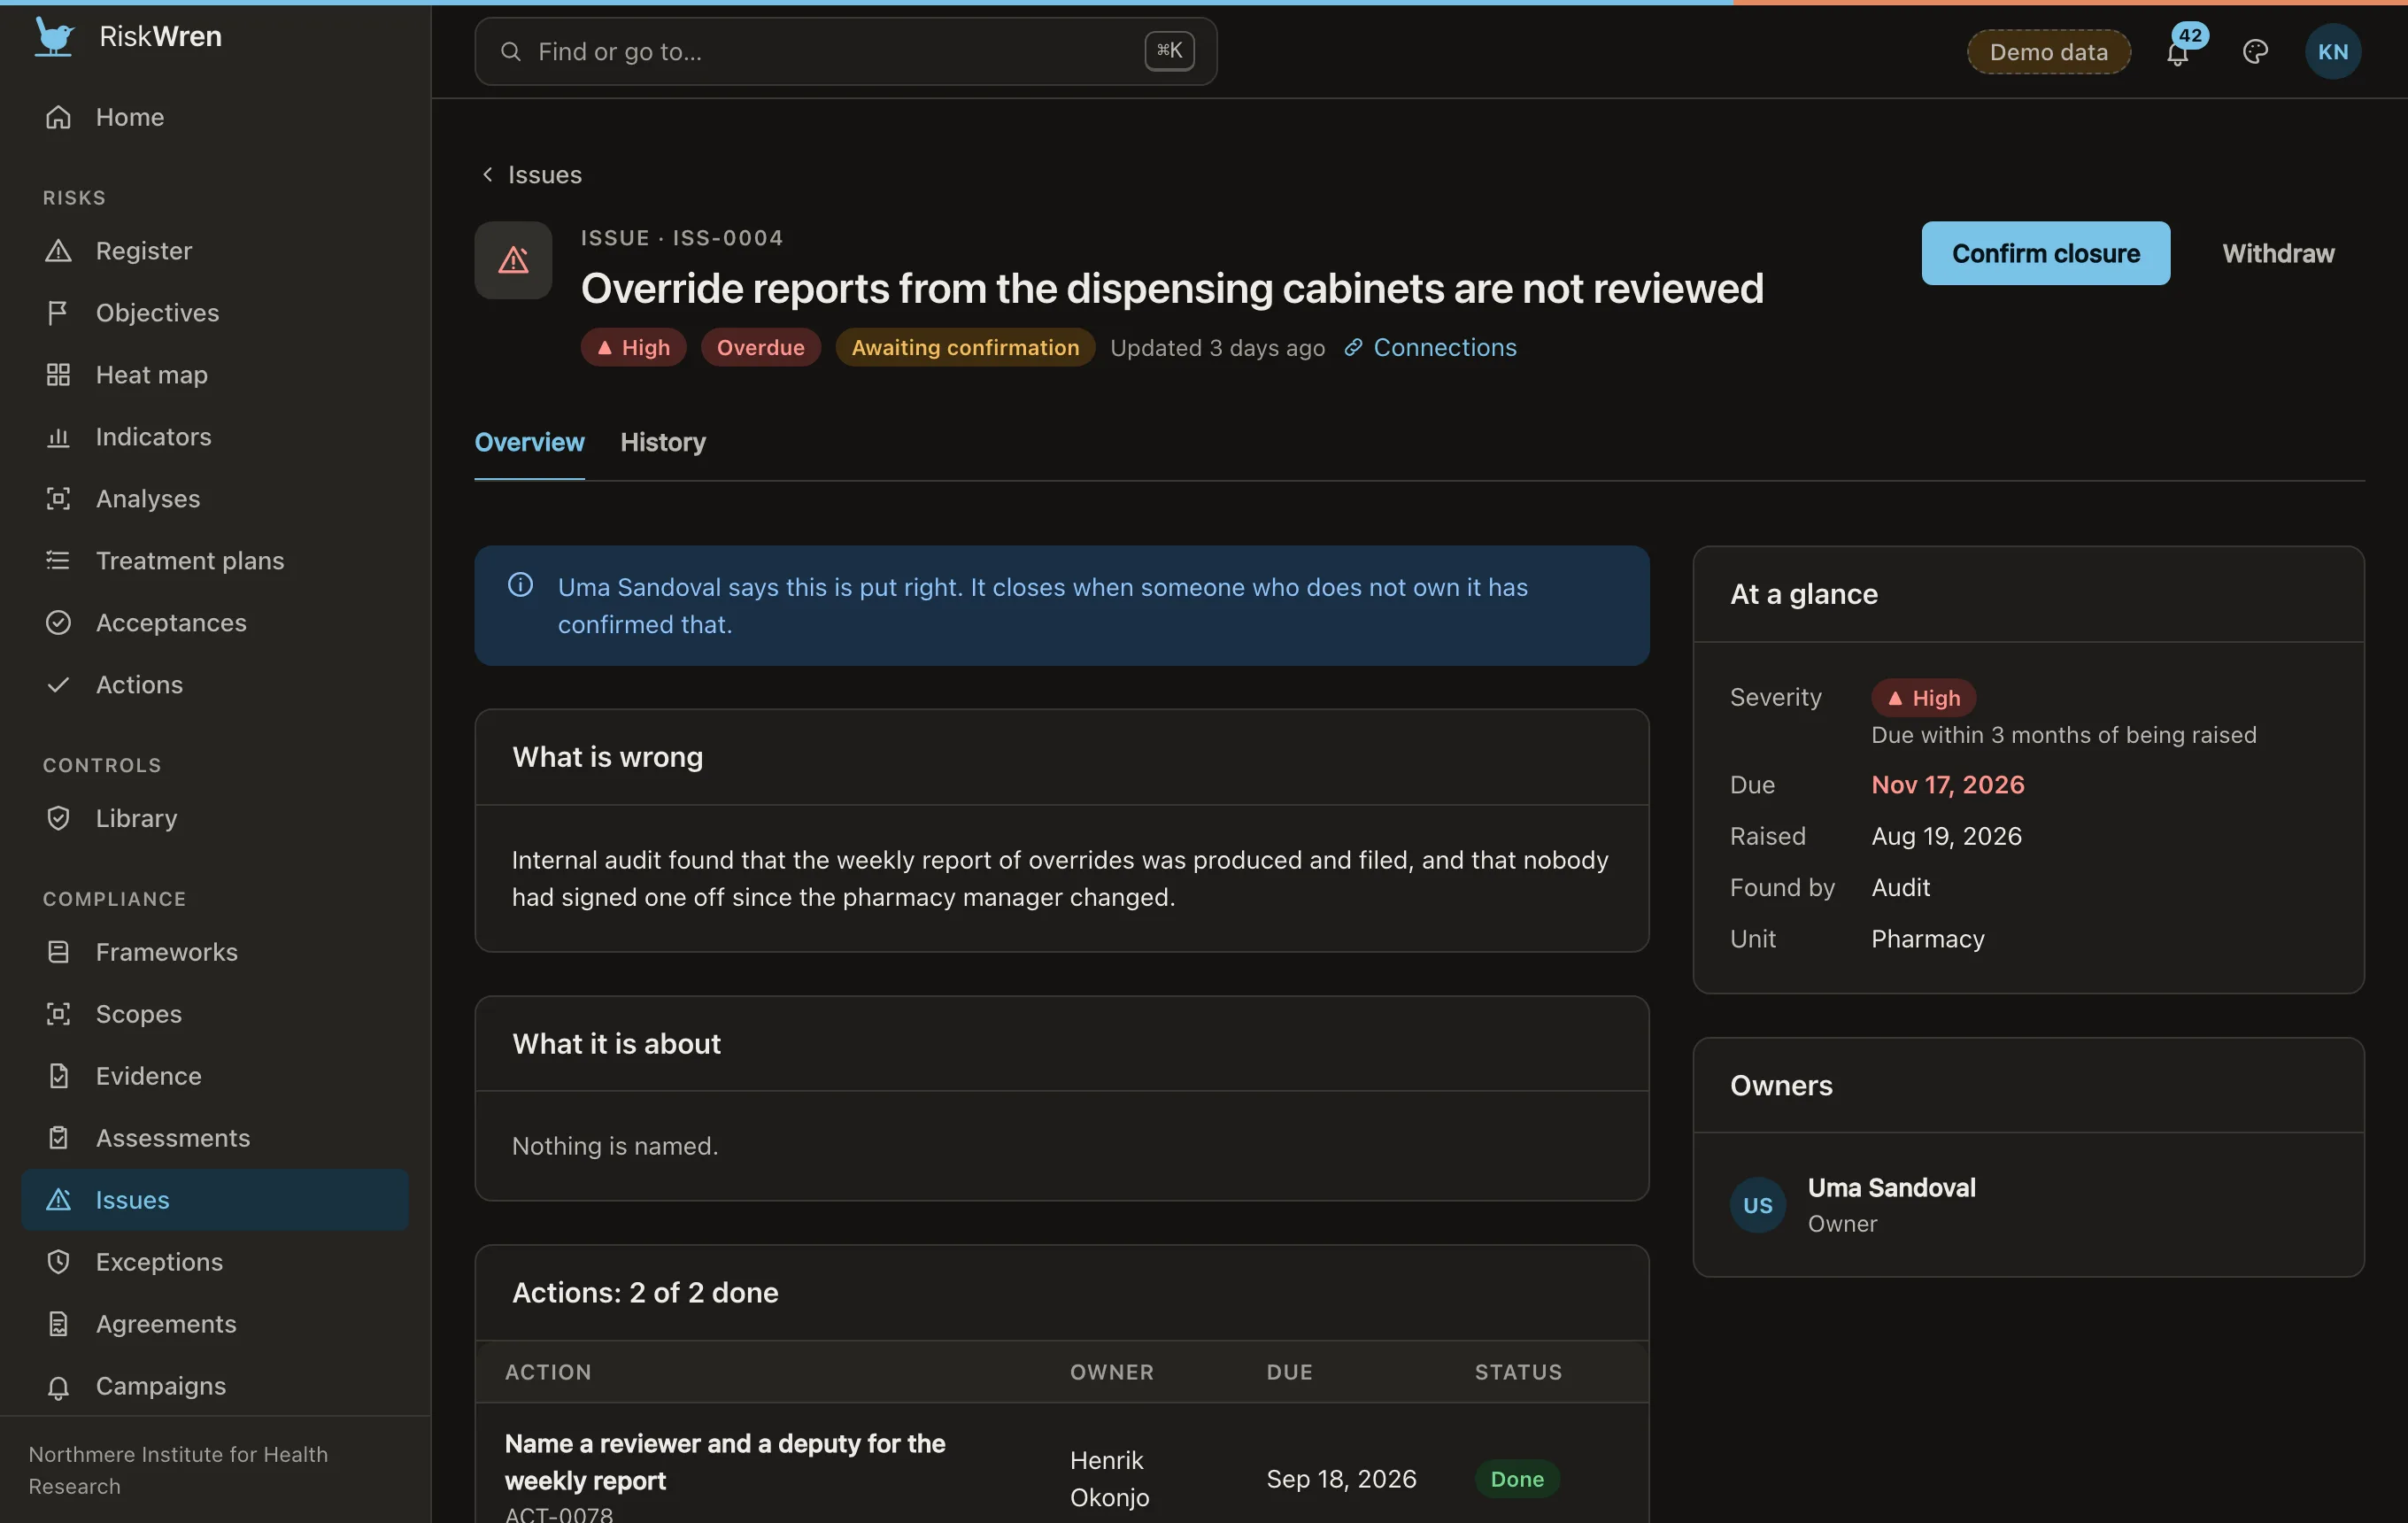 RiskWren
Find or go to...
⌘K
Demo data
42
KN
Home
RISKS
Register
Objectives
Heat map
Indicators
Analyses
Treatment plans
Acceptances
Actions
CONTROLS
Library
COMPLIANCE
Frameworks
Scopes
Evidence
Assessments
Issues
Exceptions
Agreements
Campaigns
Northmere Institute for Health
Research
Issues
ISSUE · ISS-0004
Override reports from the dispensing cabinets are not reviewed
High
Overdue
Awaiting confirmation
Updated 3 days ago
Connections
Confirm closure
Withdraw
Overview
History
Uma Sandoval says this is put right. It closes when someone who does not own it has
confirmed that.
What is wrong
Internal audit found that the weekly report of overrides was produced and filed, and that nobody
had signed one off since the pharmacy manager changed.
What it is about
Nothing is named.
Actions: 2 of 2 done
ACTION OWNER DUE STATUS
Name a reviewer and a deputy for the
weekly report
ACT-0078
Henrik
Okonjo
Sep 18, 2026
Done
At a glance
Severity High
Due within 3 months of being raised
Due Nov 17, 2026
Raised Aug 19, 2026
Found by Audit
Unit Pharmacy
Owners
US
Uma Sandoval
Owner